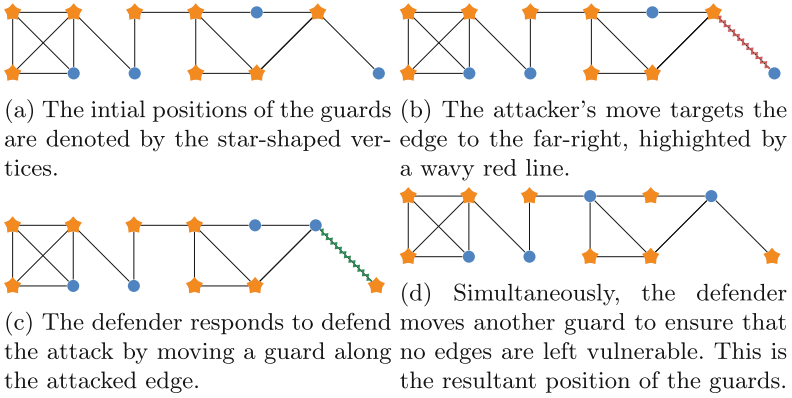 (a) The intial positions of the guards
are denoted by the star-shaped ver-
tices.
(b) The attacker's move targets the
edge to the far-right, highighted by
a wavy red line.
(c) The defender responds to defend
the attack by moving a guard along
the attacked edge.
(d) Simultaneously, the defender
moves another guard to ensure that
no edges are left vulnerable. This is
the resultant position of the guards.